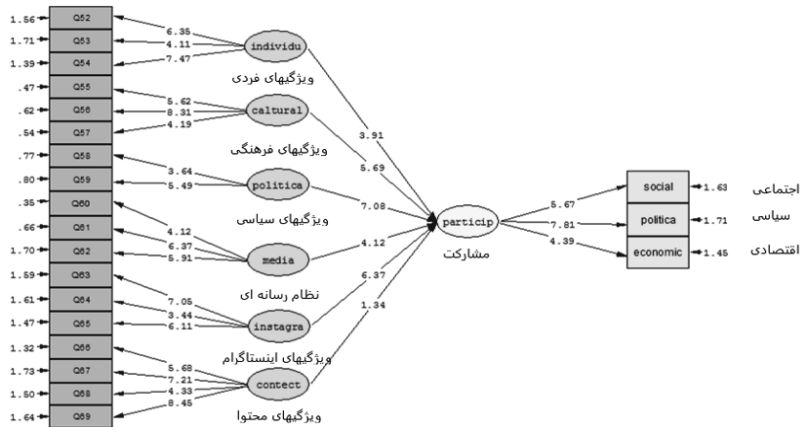 1.56 Q52
1.71 Q53
1.39 Q54
.47 Q55
.62 Q56
.54 Q57
.77 Q58
.80 Q59
.35 Q60
.66 Q61
1.70 Q62
1.59 Q63
1.61 Q64
1.47 Q65
1.32 Q66
1.73 Q67
1.50 Q68
1.64 Q69
6.35
4.11
7.47
5.62
8.31
4.19
3.64
5.49
4.12
6.37
5.91
7.05
3.44
6.11
5.68
7.21
4.33
8.45
individu
ویژگیهای فردی
caltural
ویژگیهای فرهنگی
politica
ویژگیهای سیاسی
media
نظام رسانه ای
instagra
ویژگیهای اینستاگرام
contect
ویژگیهای محتوا
3.91
5.69
7.08
4.12
6.37
1.34
particip
مشارکت
5.67
7.81
4.39
social 1.63 اجتماعی
politica 1.71 سیاسی
economic 1.45 اقتصادی